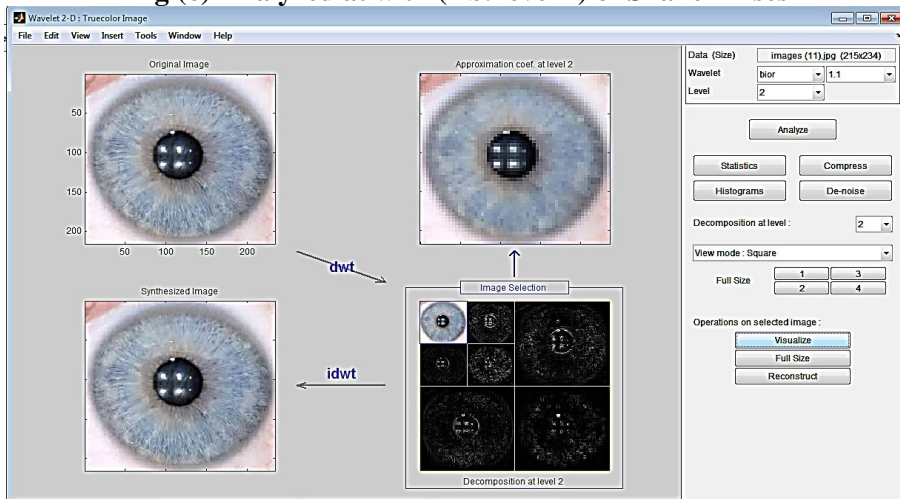 Wavelet 2-D : Truecolor Image
File Edit View Insert Tools Window Help
Original Image
50
100
150
200
50 100 150 200
Approximation coef. at level 2
dwt
Synthesized Image
idwt
Image Selection
Decomposition at level 2
Data (Size) images (11).jpg (215x234)
Wavelet bior 1.1
Level 2
Analyze
Statistics Compress
Histograms De-noise
Decomposition at level : 2
View mode : Square
Full Size 1 3
2 4
Operations on selected image :
Visualize
Full Size
Reconstruct